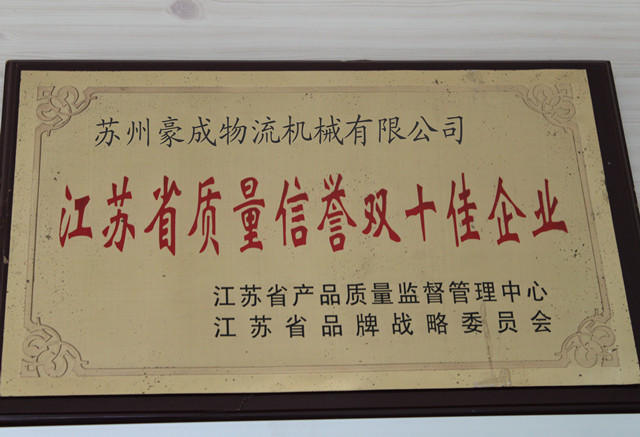 苏州豪成物流机械有限公司
江苏省质量信誉双十佳企业
江苏省产品质量监督管理中心
江苏省品牌战略委员会